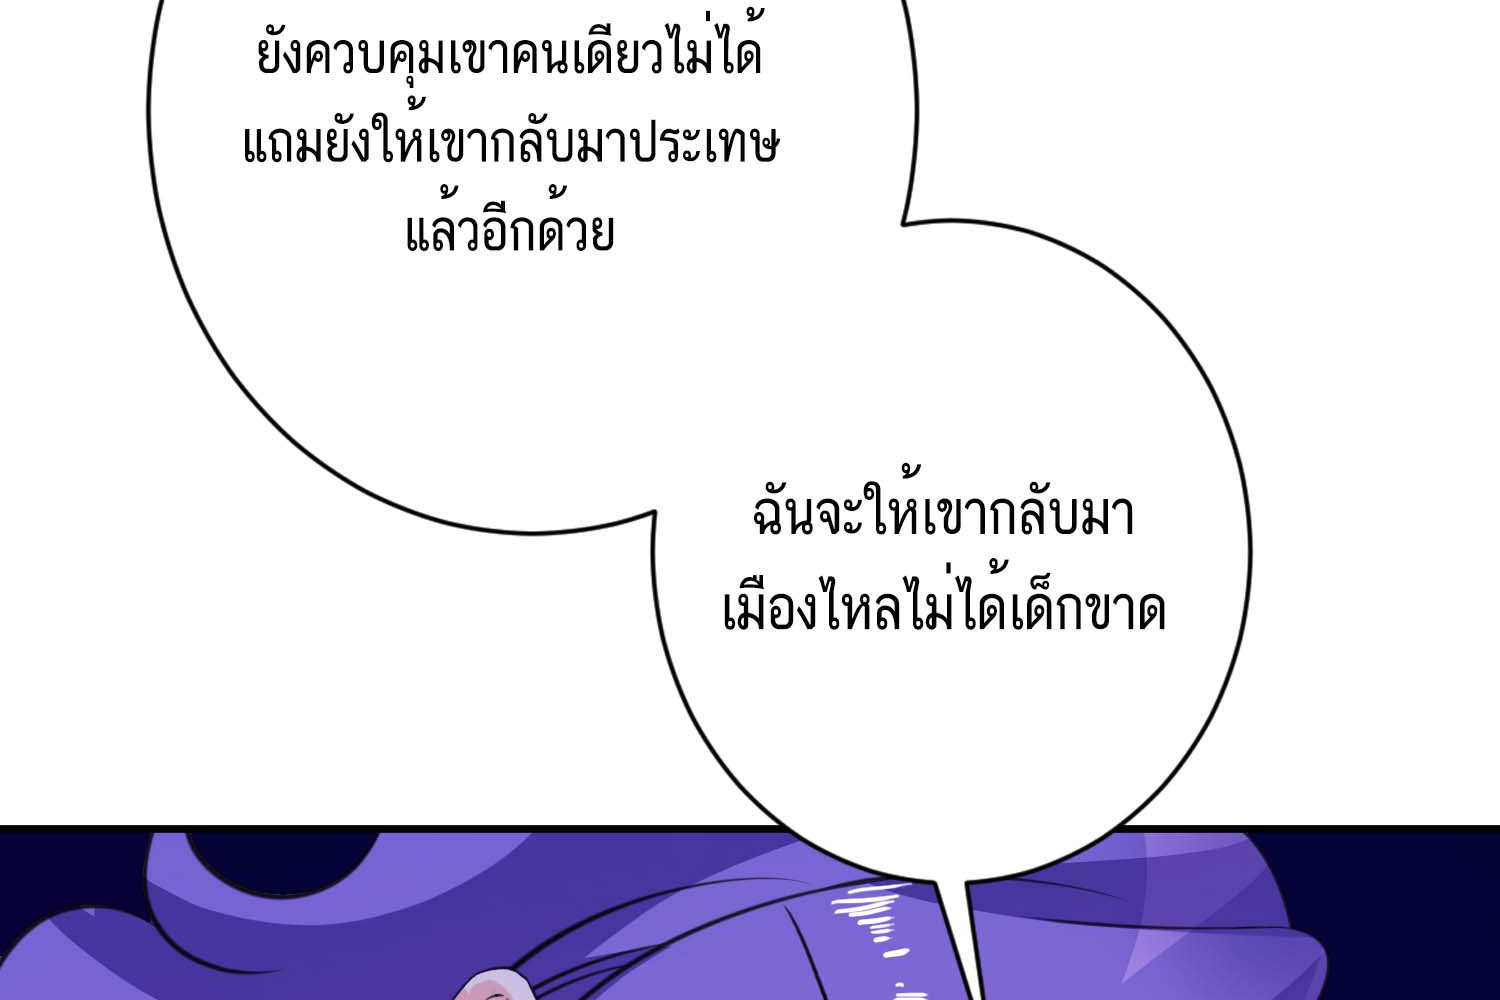 ยังควบคุมเขาคนเดียวไม่ได้
แถมยังให้เขากลับมาประเทษ
แล้วอีกด้วย
ฉันจะให้เขากลับมา
เมืองไหลไม่ได้เด็กขาด